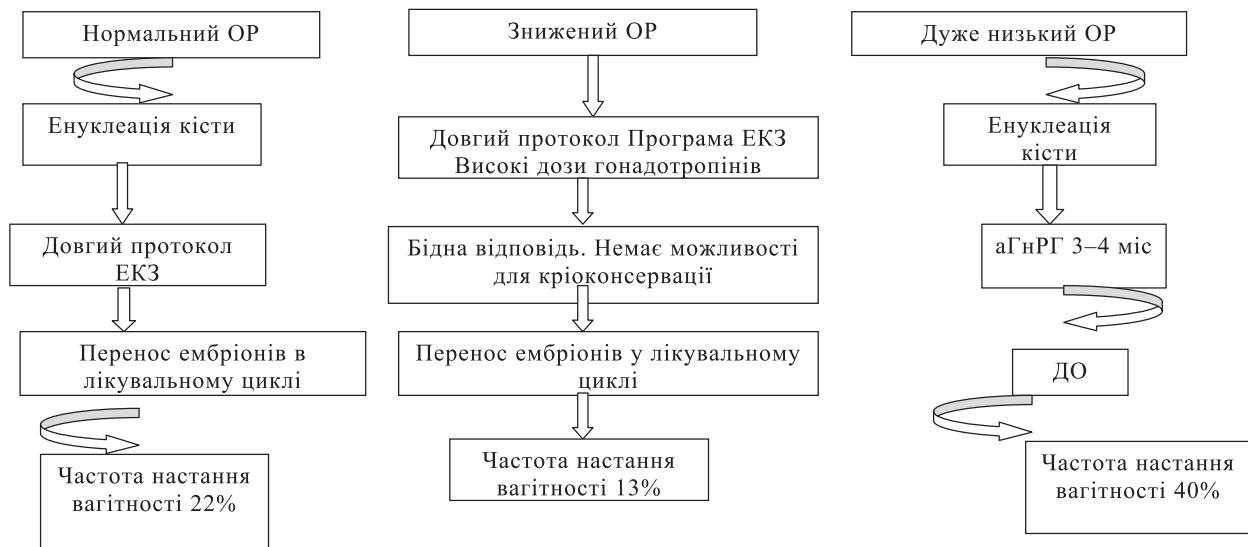 Нормальний ОР
Енуклеація кісти
Довгий протокол
ЕКЗ
Перенос ембріонів в
лікувальному циклі
Частота настання
вагітності 22%
Знижений ОР
Довгий протокол Програма ЕКЗ
Високі дози гонадотропінів
Бідна відповідь. Немає можливості
для кріоконсервації
Перенос ембріонів у лікувальному
циклі
Частота настання
вагітності 13%
Дуже низький ОР
Енуклеація
кісти
аГнРГ 3–4 міс
ДО
Частота настання
вагітності 40%